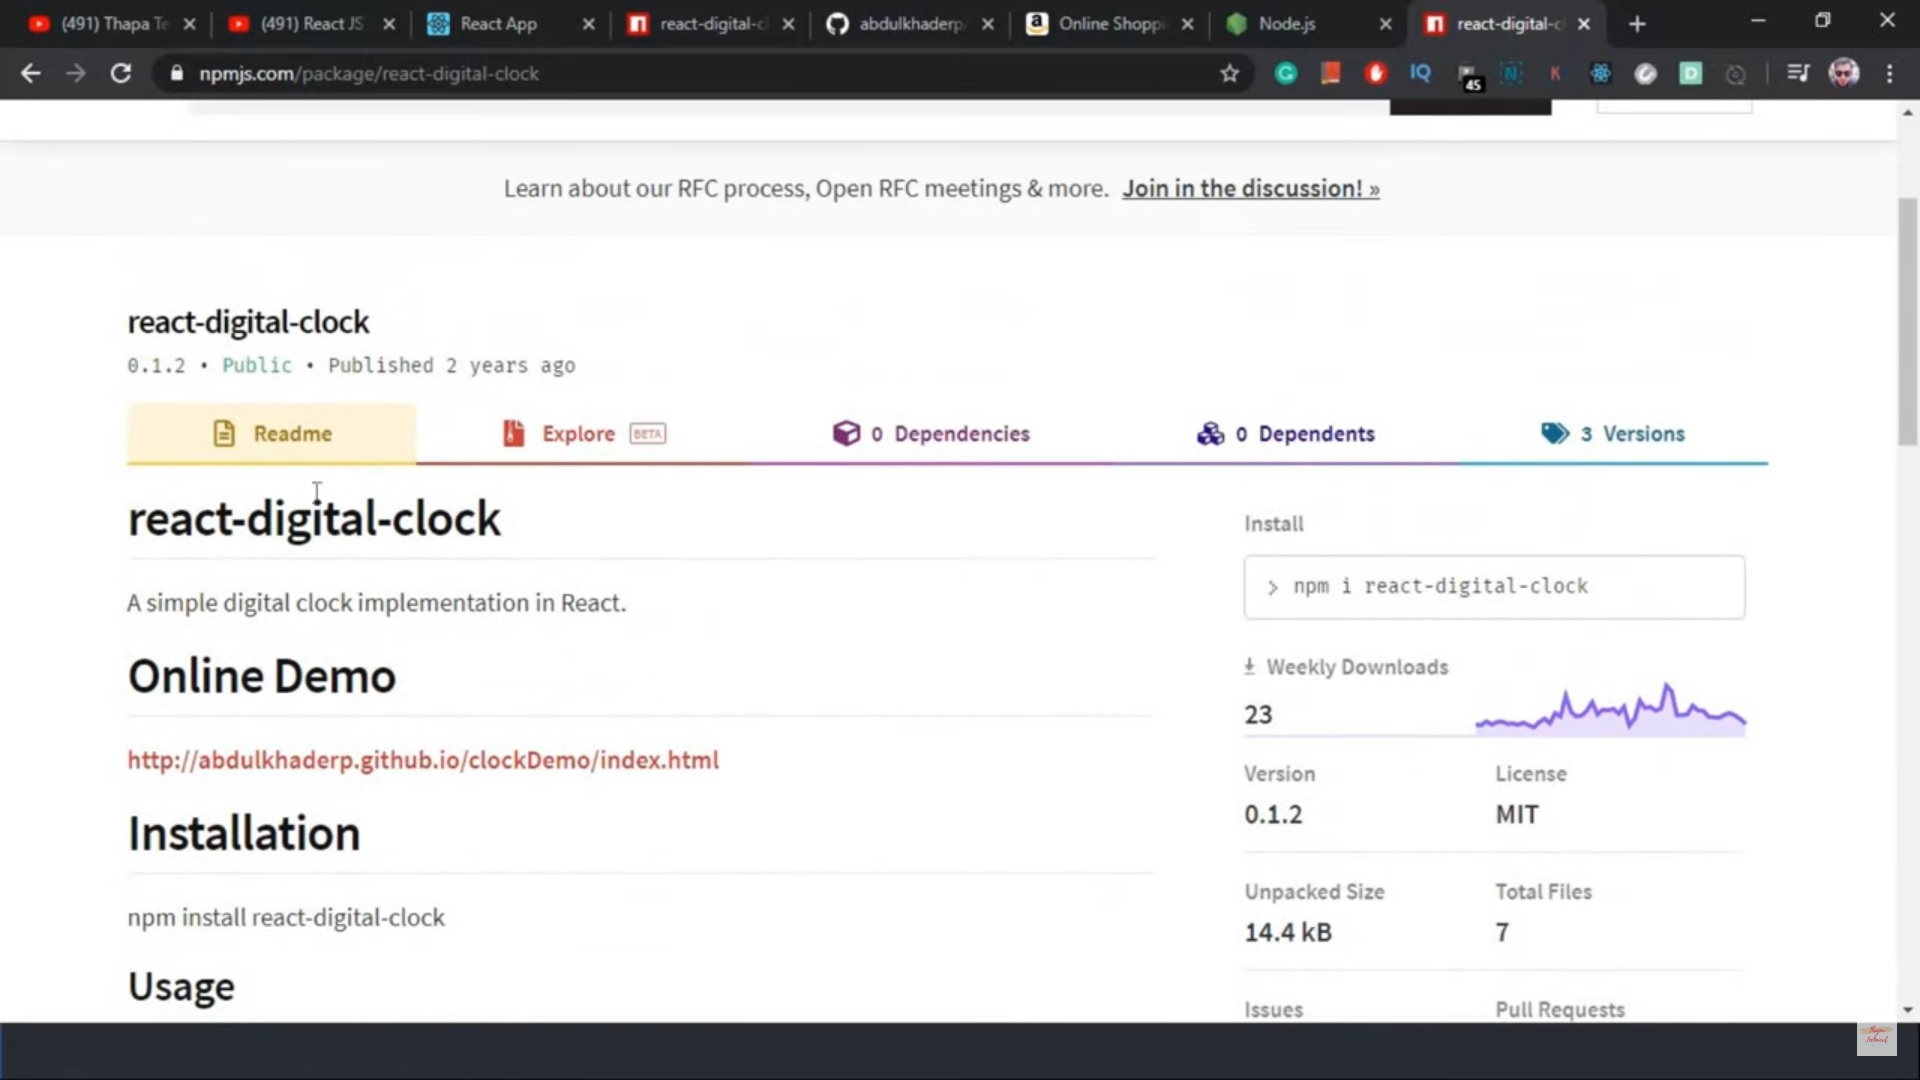 (491) Thapa Te
(491) React JS
React App
react-digital-c
abdulkhaderp
Online Shoppi
Node.js
react-digital-c
npmjs.com/package/react-digital-clock
IQ
45
N
K
D
Learn about our RFC process, Open RFC meetings & more. Join in the discussion! »
react-digital-clock
0.1.2 • Public • Published 2 years ago
Readme
Explore BETA
0 Dependencies
0 Dependents
3 Versions
react-digital-clock
A simple digital clock implementation in React.
Online Demo
http://abdulkhaderp.github.io/clockDemo/index.html
Installation
npm install react-digital-clock
Usage
Install
> npm i react-digital-clock
Weekly Downloads
23
Version
License
0.1.2
MIT
Unpacked Size
Total Files
14.4 kB
7
Issues
Pull Requests